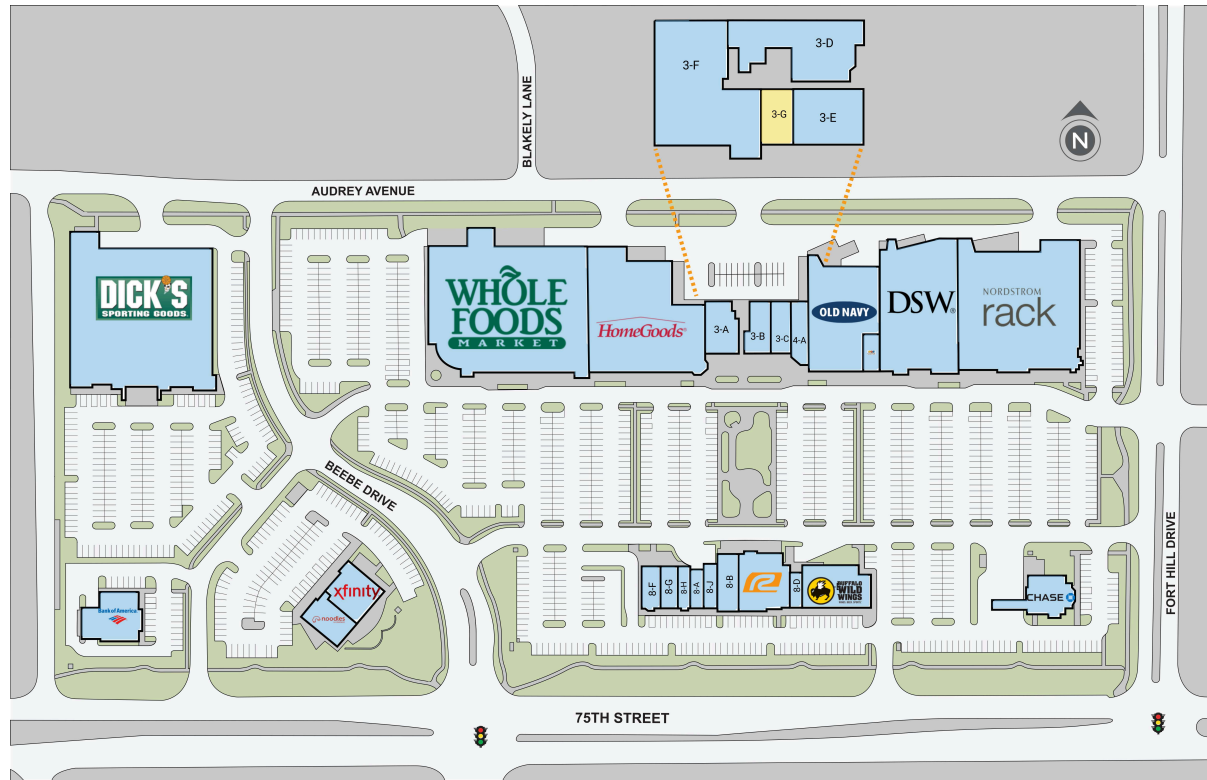 3-F
3-D
3-G
3-E
N
BLAKELY LANE
AUDREY AVENUE
DICK'S
SPORTING GOODS
WHOLE
FOODS
MARKET
HomeGoods
3-A
3-B
3-C
4-A
OLD NAVY
DSW
NORDSTROM
rack
BEEBE DRIVE
FORT HILL DRIVE
Bank of America
xfinity
noodles
8-F
8-G
8-H
8-A
8-J
8-B
8-D
BUFFALO
WILD
WINGS
CHASE
75TH STREET